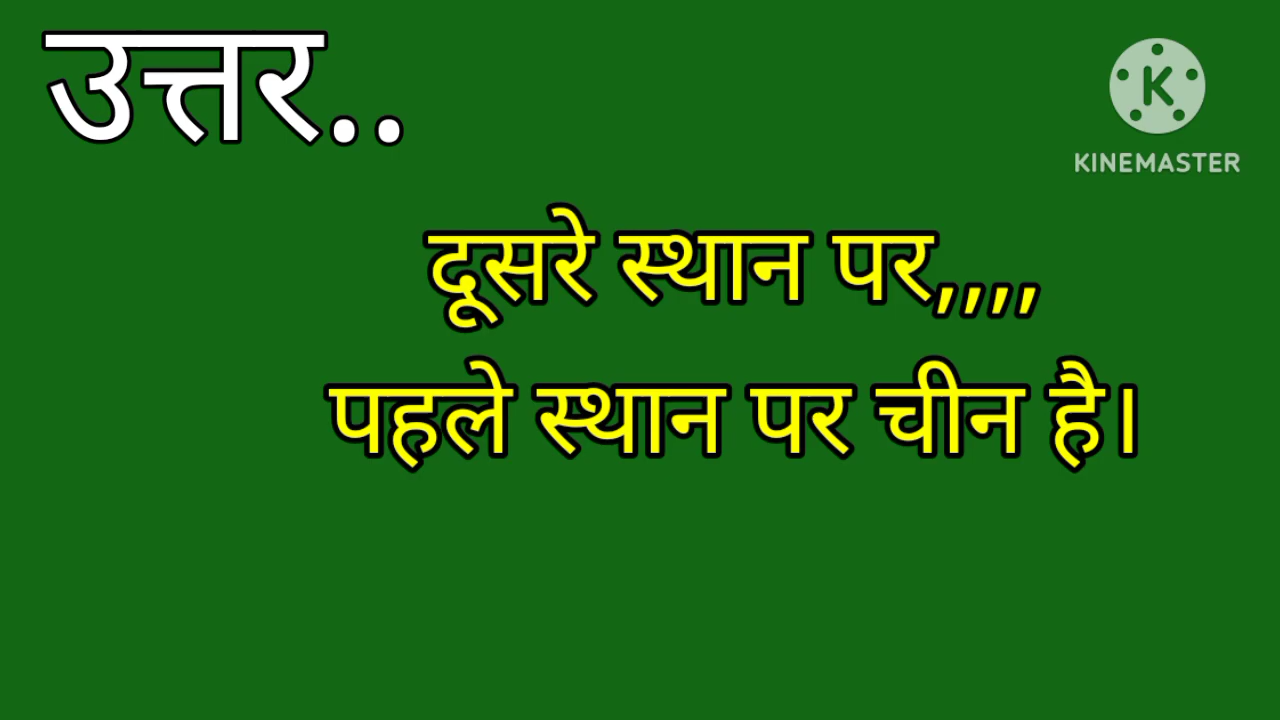 उत्तर..
K
KINEMASTER
दूसरे स्थान पर,,,,
पहले स्थान पर चीन है।